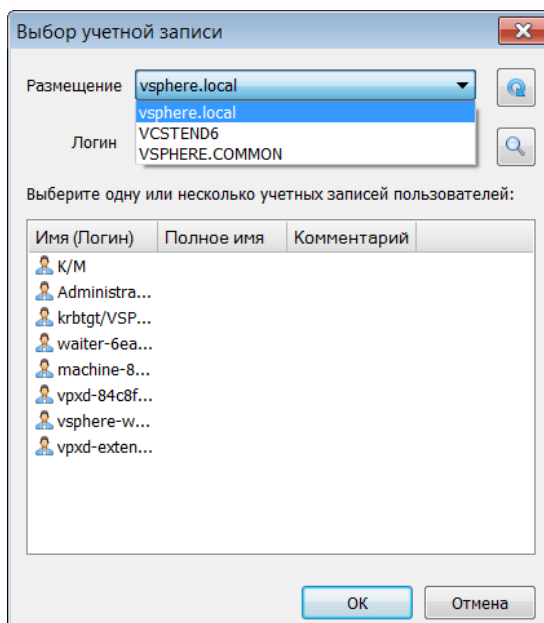 Выбор учетной записи
Размещение vsphere.local
vsphere.local
VCSTEND6
Логин
VSPHERE.COMMON
Выберите одну или несколько учетных записей пользователей:
Имя (Логин) Полное имя Комментарий
K/M
Administra...
krbtgt/VSP...
waiter-6ea...
machine-8...
vpxd-84c8f...
vsphere-w...
vpxd-exten...
OK Отмена